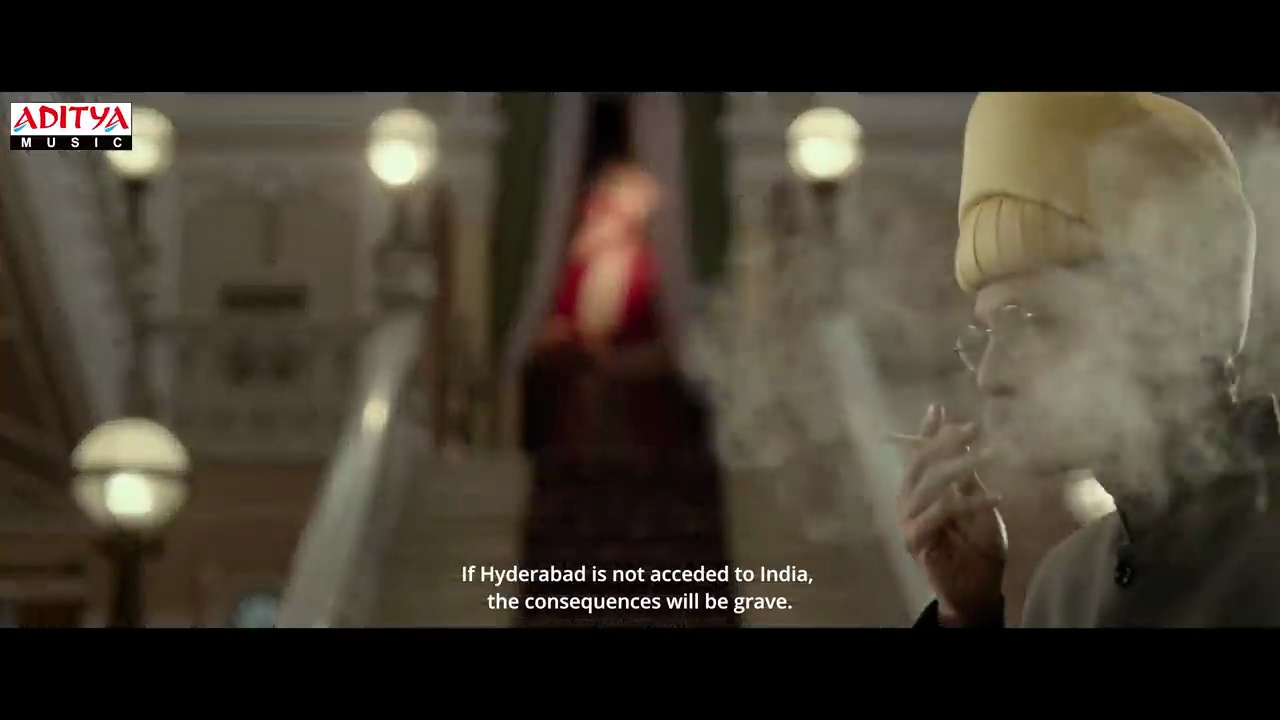 ADITYA
MUSIC
If Hyderabad is not acceded to India,
the consequences will be grave.